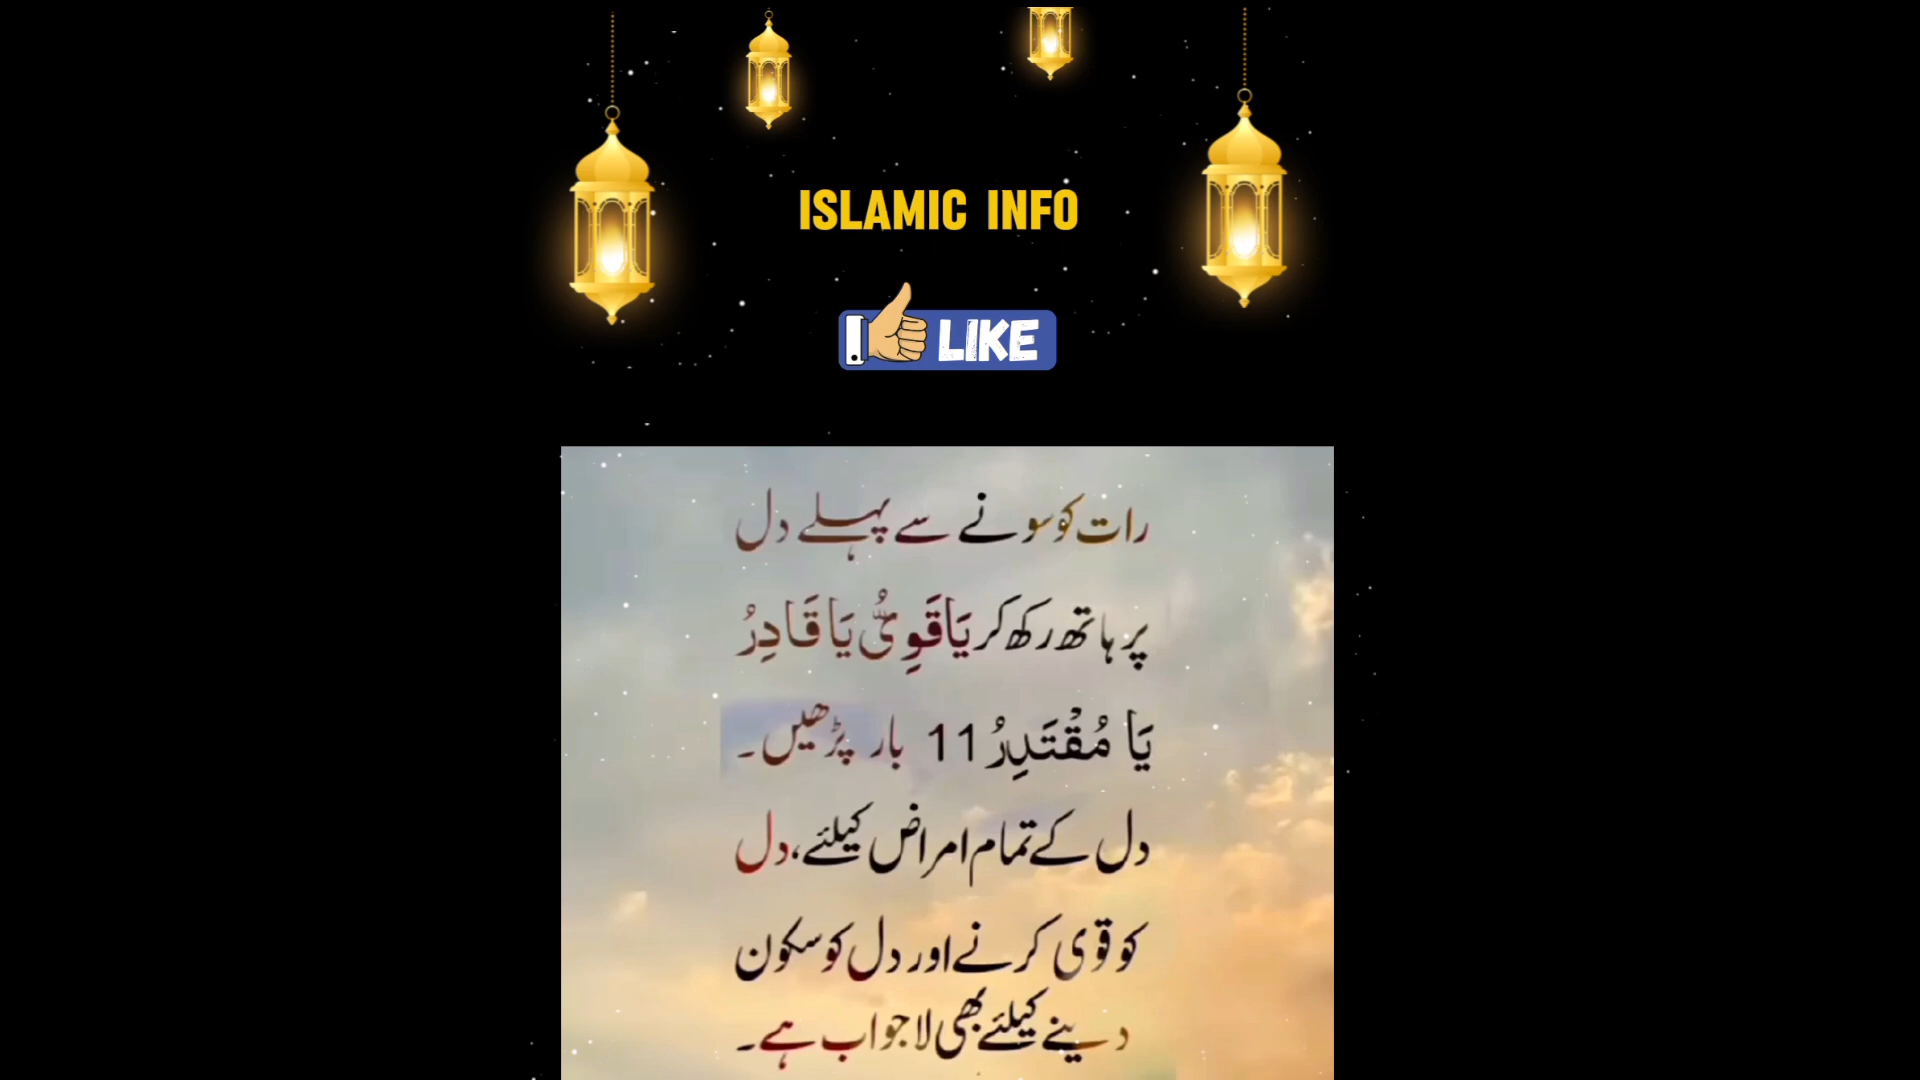 ISLAMIC INFO
LIKE
رات کو سونے سے پہلے دل
پر ہاتھ رکھ کر یَا قَوِیُّ یَا قَادِرُ
یَا مُقْتَدِرُ 11 بار پڑھیں۔
دل کے تمام امراض کیلئے، دل
کو قوی کرنے اور دل کو سکون
دینے کیلئے بھی لاجواب ہے۔